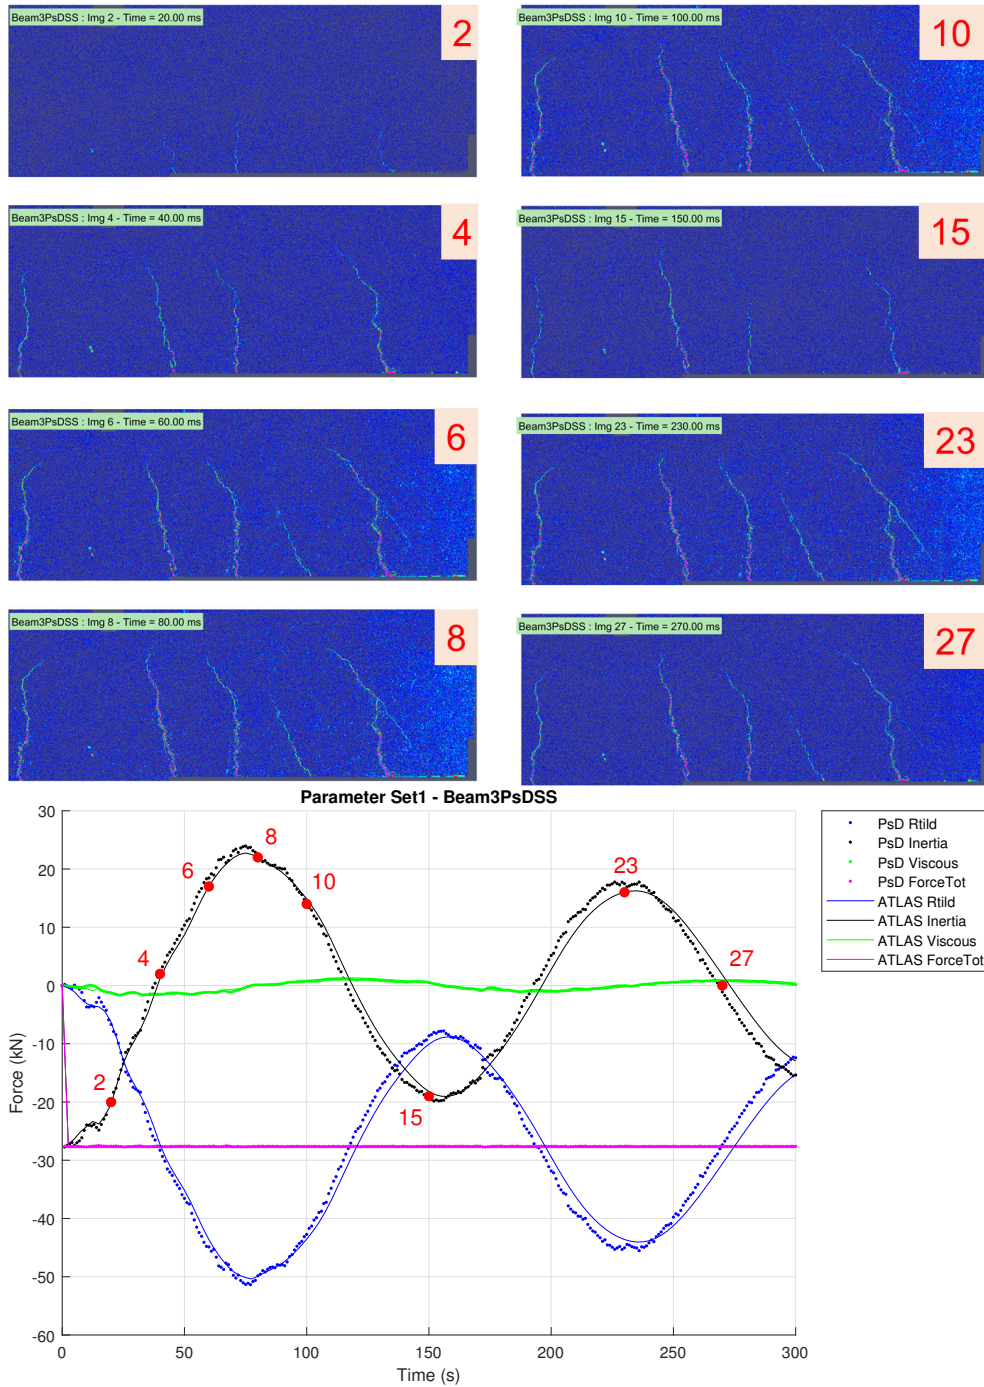 Beam3PsDSS : Img 2 - Time = 20.00 ms
2
Beam3PsDSS : Img 10 - Time = 100.00 ms
10
Beam3PsDSS : Img 4 - Time = 40.00 ms
4
Beam3PsDSS : Img 15 - Time = 150.00 ms
15
Beam3PsDSS : Img 6 - Time = 60.00 ms
6
Beam3PsDSS : Img 23 - Time = 230.00 ms
23
Beam3PsDSS : Img 8 - Time = 80.00 ms
8
Beam3PsDSS : Img 27 - Time = 270.00 ms
27
Parameter Set1 - Beam3PsDSS
30
20
10
0
-10
-20
-30
-40
-50
-60
Force (kN)
2
4
6
8
10
15
23
27
0
50
100
150
200
250
300
Time (s)
PsD Rtild
PsD Inertia
PsD Viscous
PsD ForceTot
ATLAS Rtild
ATLAS Inertia
ATLAS Viscous
ATLAS ForceTot